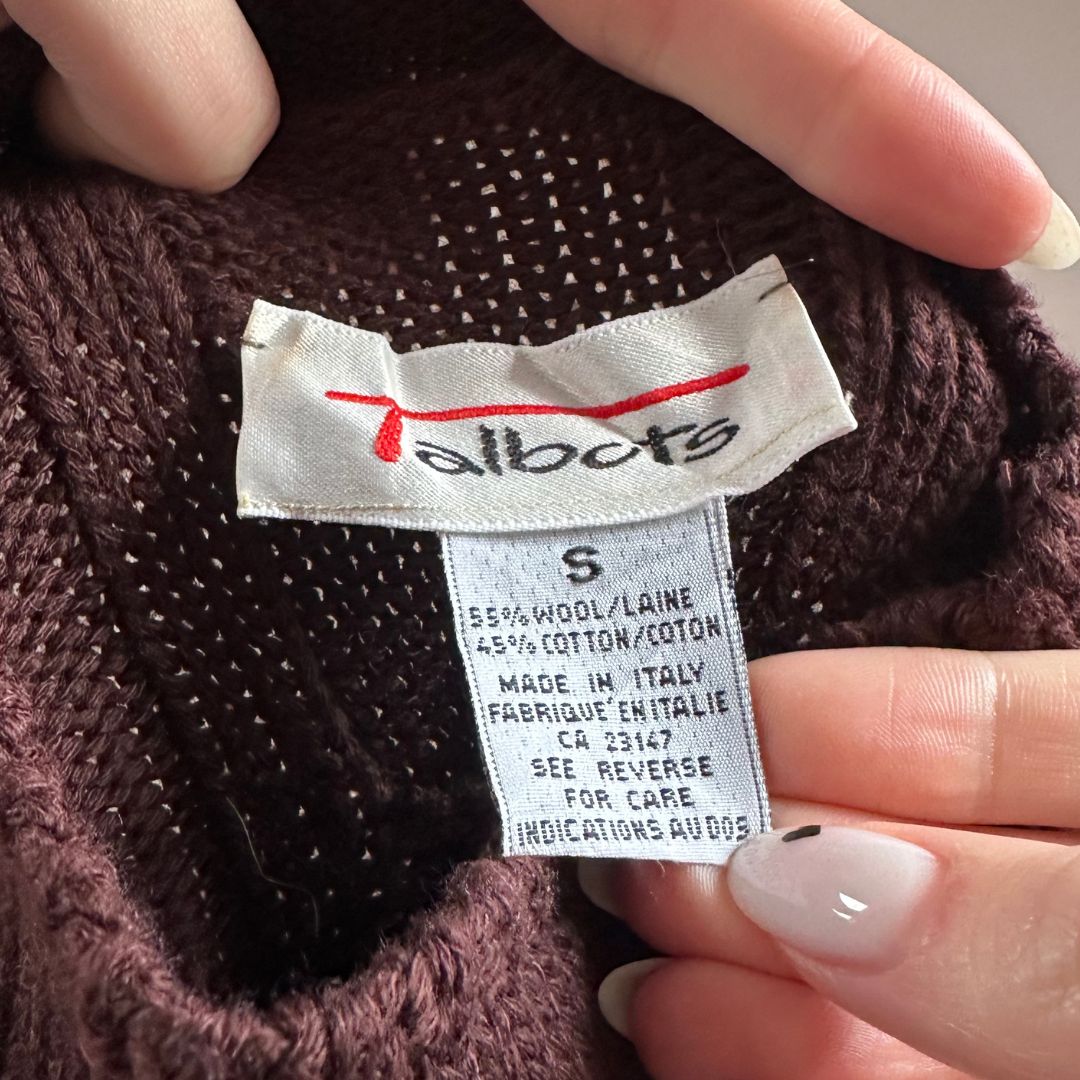 Talbots
S
55% WOOL/LAINE
45% COTTON/COTON
MADE IN ITALY
FABRIQUÉ EN ITALIE
CA 23147
SEE REVERSE
FOR CARE
INDICATIONS AU DOS